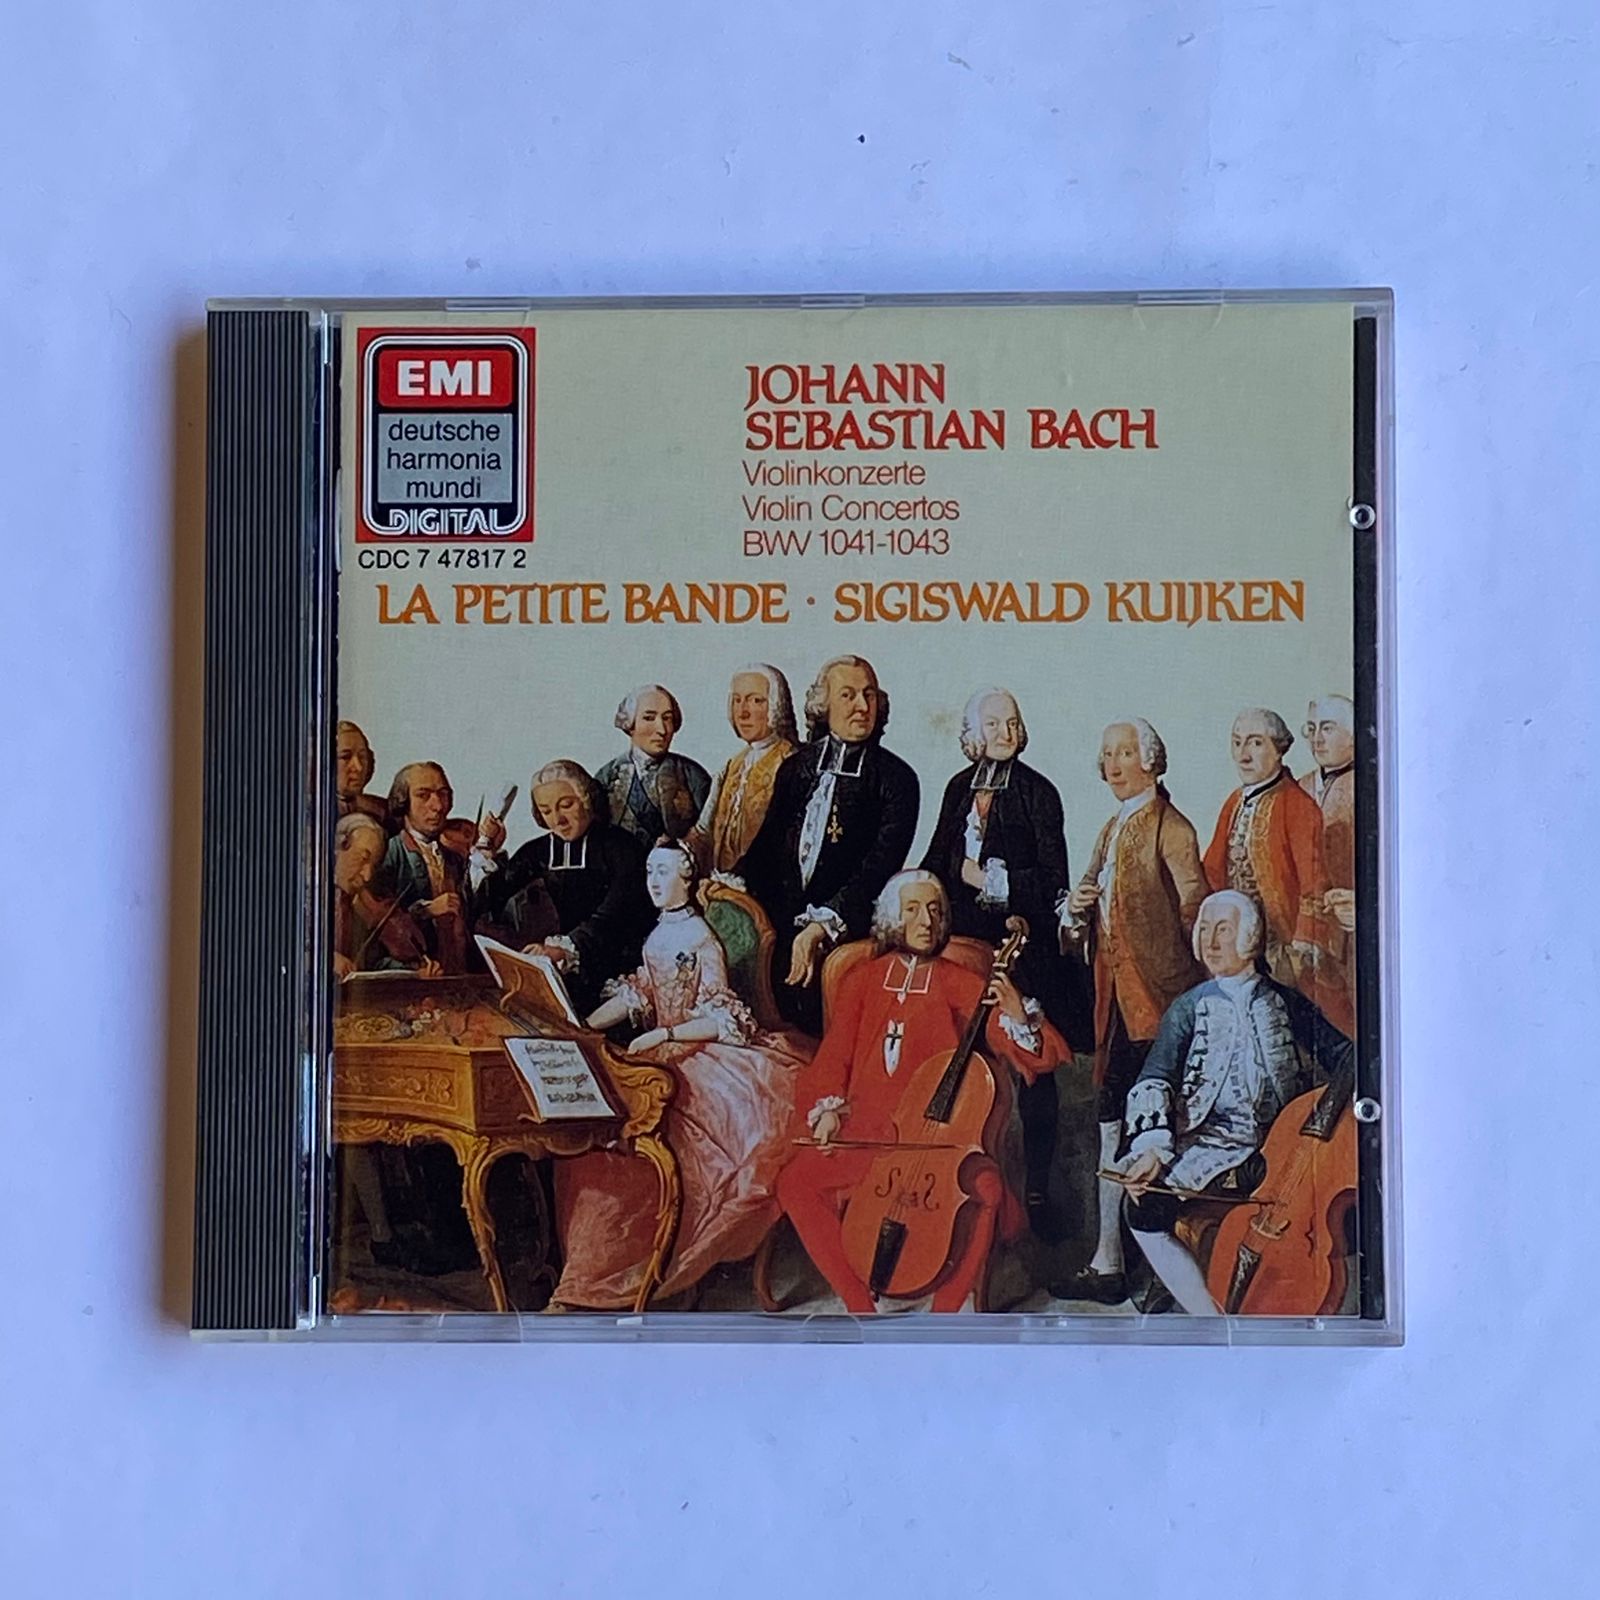 EMI
deutsche
harmonia
mundi
DIGITAL
CDC 7 47817 2
JOHANN
SEBASTIAN BACH
Violinkonzerte
Violin Concertos
BWV 1041-1043
LA PETITE BANDE · SIGISWALD KUIJKEN